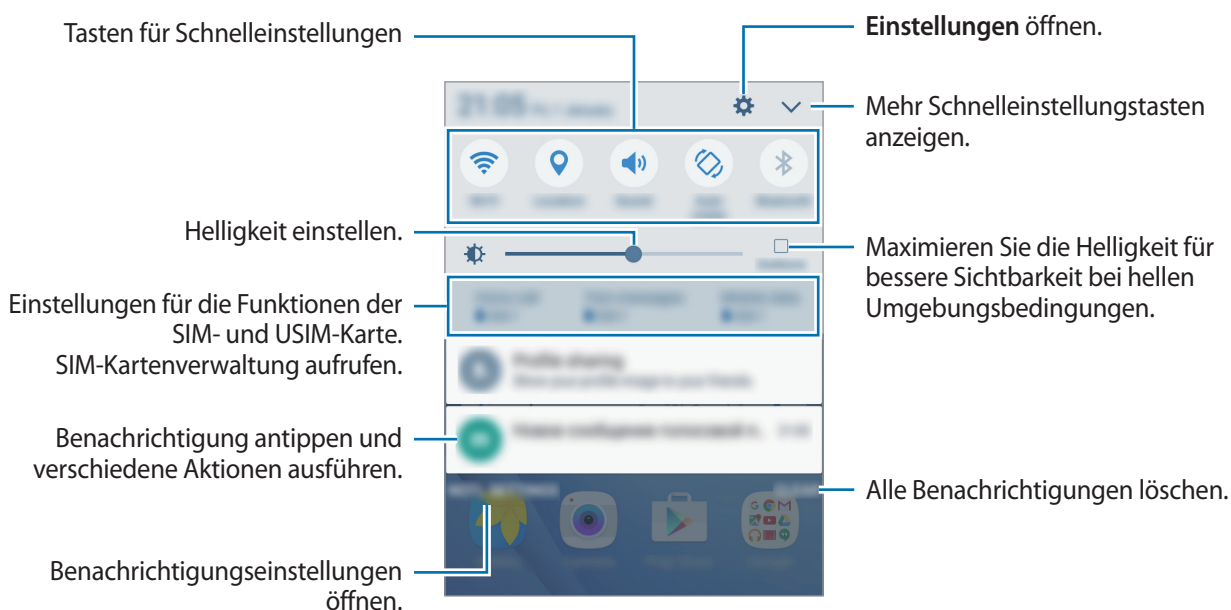 Tasten für Schnelleinstellungen
Einstellungen öffnen.
Mehr Schnelleinstellungstasten
anzeigen.
Helligkeit einstellen.
Maximieren Sie die Helligkeit für
bessere Sichtbarkeit bei hellen
Umgebungsbedingungen.
Einstellungen für die Funktionen der
SIM- und USIM-Karte.
SIM-Kartenverwaltung aufrufen.
Benachrichtigung antippen und
verschiedene Aktionen ausführen.
Alle Benachrichtigungen löschen.
Benachrichtigungseinstellungen
öffnen.